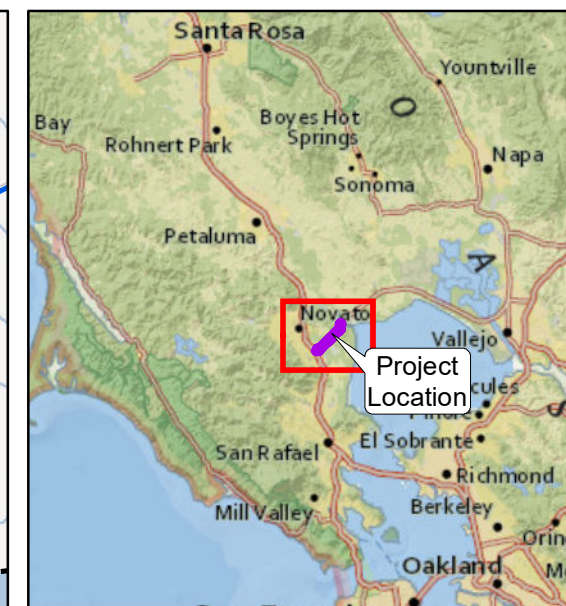 Santa Rosa
Yountville
Bay
Boyes Hot
Springs
Rohnert Park
Napa
Sonoma
Petaluma
Novato
Vallejo
Project
Location
El Sobrante
San Rafael
Richmond
Mill Valley
Berkeley
Oakland